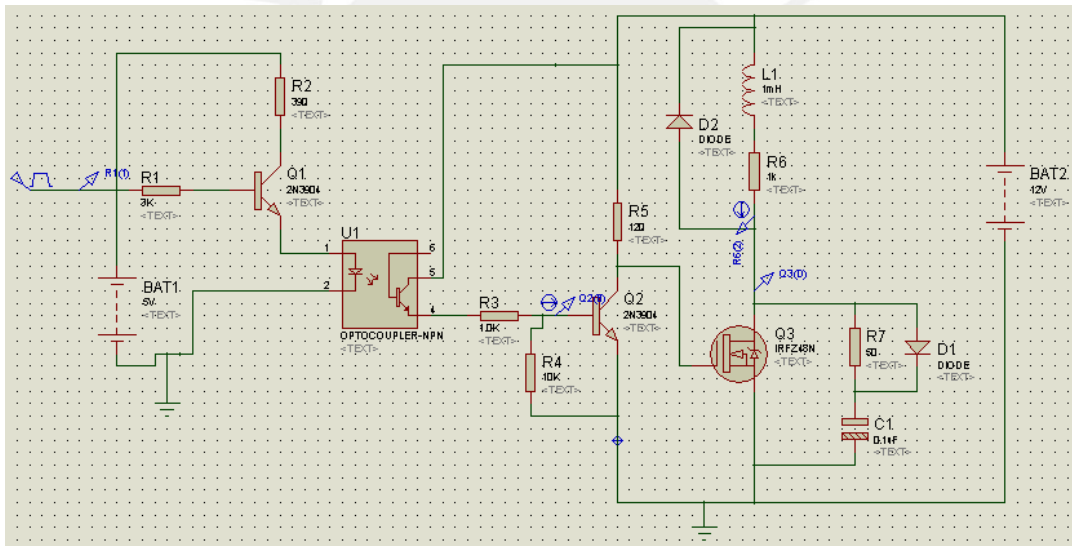 R1(1)
R1
3K
<TEXT>
R2
390
<TEXT>
Q1
2N3904
<TEXT>
BAT1
5V
<TEXT>
U1
1
2
6
5
4
OPTOCOUPLER-NPN
<TEXT>
R3
10K
<TEXT>
R4
10K
<TEXT>
R5
120
<TEXT>
Q2
2N3904
<TEXT>
D2
DIODE
<TEXT>
L1
1mH
<TEXT>
R6
1k
<TEXT>
R6(2)
Q3(D)
Q3
IRFZ48N
<TEXT>
R7
50
<TEXT>
D1
DIODE
<TEXT>
C1
<TEXT>
BAT2
12V
<TEXT>